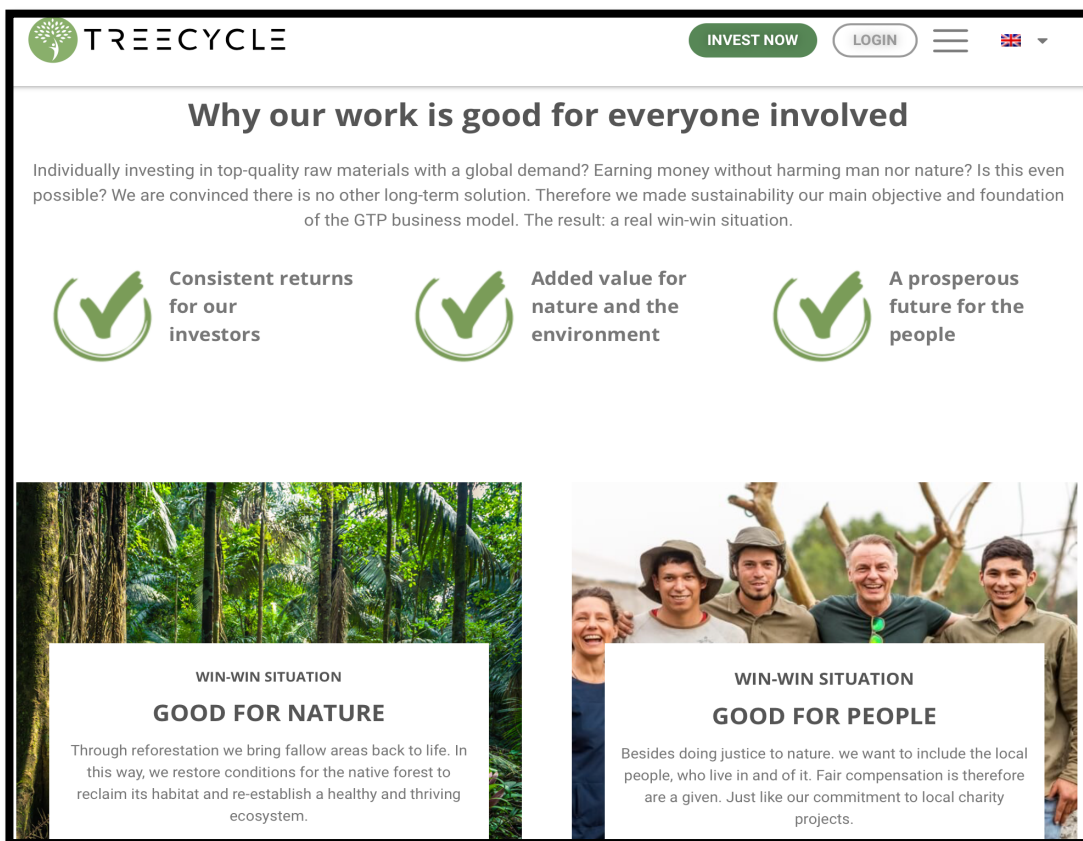 TREECYCLE
INVEST NOW
LOGIN
Why our work is good for everyone involved
Individually investing in top-quality raw materials with a global demand? Earning money without harming man nor nature? Is this even
possible? We are convinced there is no other long-term solution. Therefore we made sustainability our main objective and foundation
of the GTP business model. The result: a real win-win situation.
Consistent returns
for our
investors
Added value for
nature and the
environment
A prosperous
future for the
people
WIN-WIN SITUATION
GOOD FOR NATURE
Through reforestation we bring fallow areas back to life. In
this way, we restore conditions for the native forest to
reclaim its habitat and re-establish a healthy and thriving
ecosystem.
WIN-WIN SITUATION
GOOD FOR PEOPLE
Besides doing justice to nature. we want to include the local
people, who live in and of it. Fair compensation is therefore
are a given. Just like our commitment to local charity
projects.